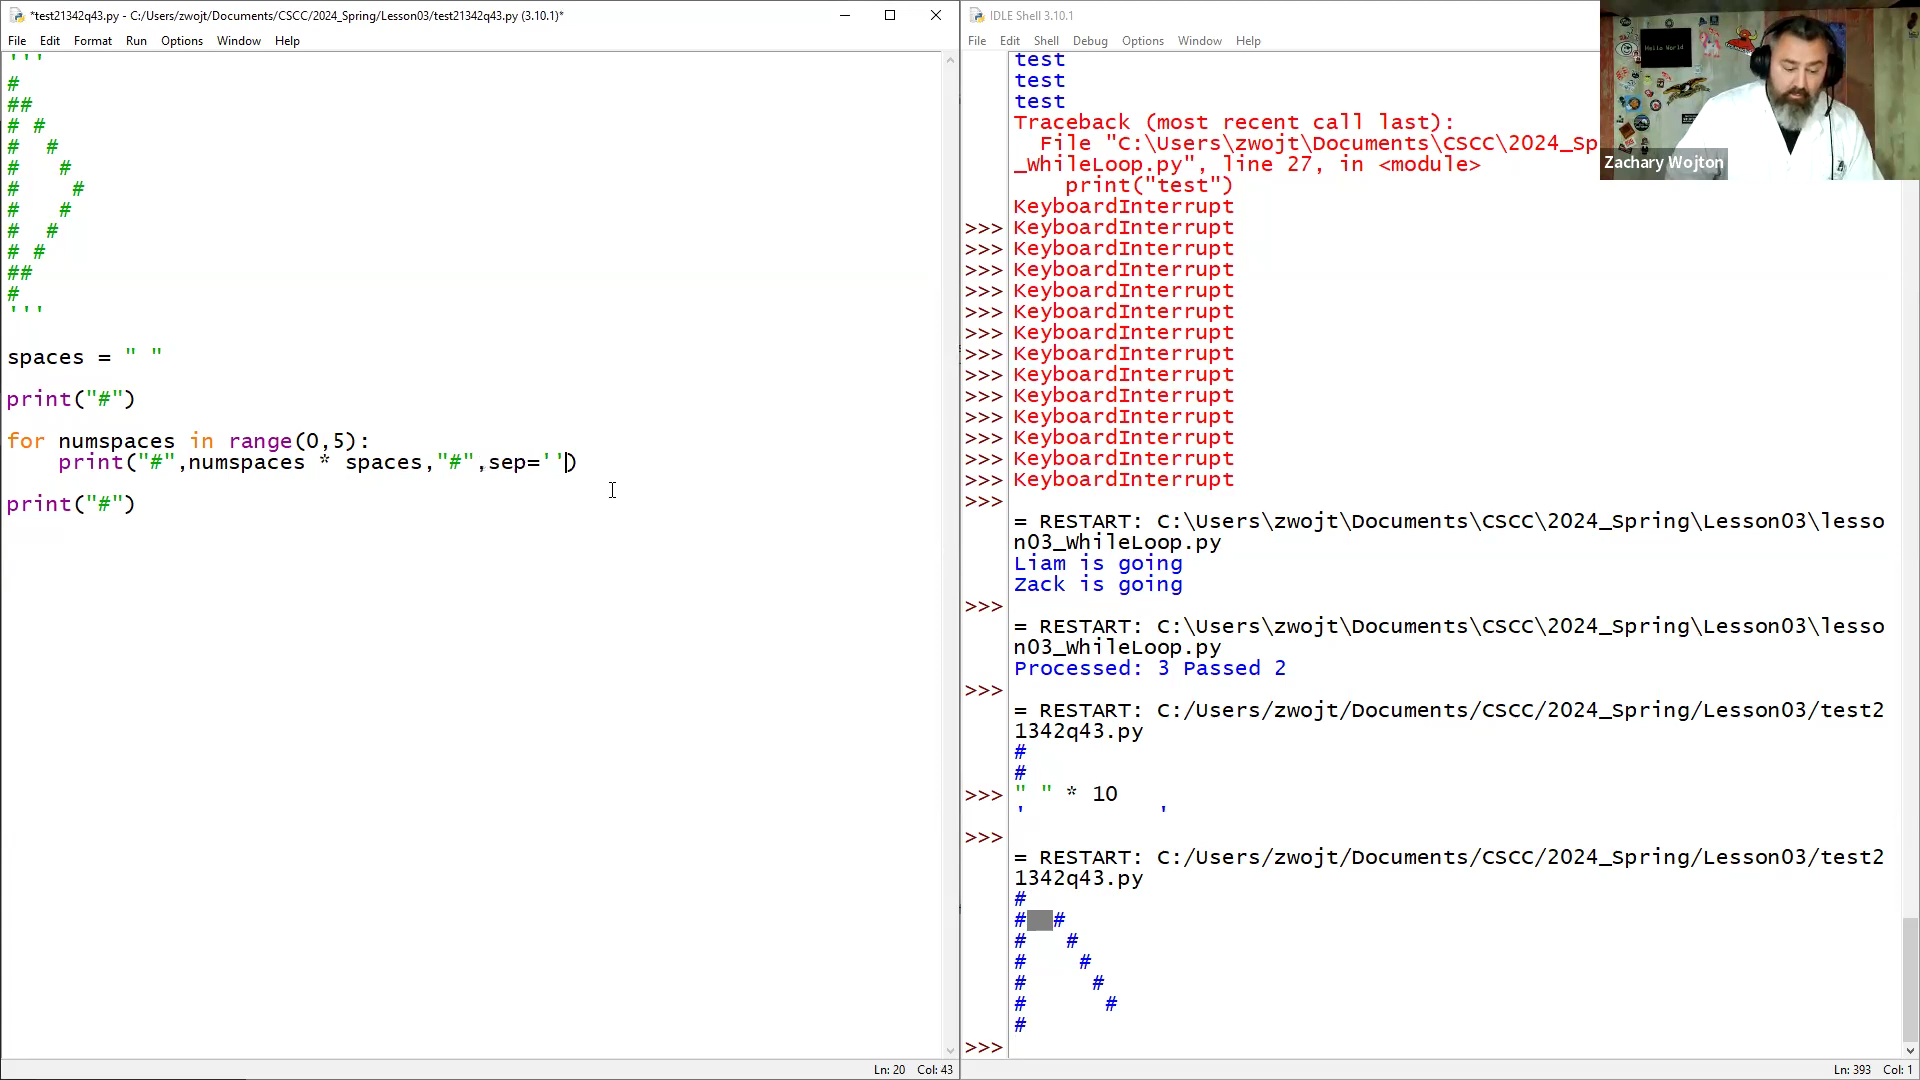 *test21342q43.py - C:/Users/zwojt/Documents/CSCC/2024_Spring/Lesson03/test21342q43.py (3.10.1)*
File Edit Format Run Options Window Help
'''
#
##
# #
#  #
#   #
#    #
#   #
#  #
# #
##
#
'''
spaces = " "
print("#")
for numspaces in range(0,5):
    print("#",numspaces * spaces,"#",sep='')
print("#")
Ln: 20 Col: 43
IDLE Shell 3.10.1
File Edit Shell Debug Options Window Help
test
test
test
Traceback (most recent call last):
  File "C:\Users\zwojt\Documents\CSCC\2024_Sp
_WhileLoop.py", line 27, in <module>
    print("test")
KeyboardInterrupt
>>> KeyboardInterrupt
>>> KeyboardInterrupt
>>> KeyboardInterrupt
>>> KeyboardInterrupt
>>> KeyboardInterrupt
>>> KeyboardInterrupt
>>> KeyboardInterrupt
>>> KeyboardInterrupt
>>> KeyboardInterrupt
>>> KeyboardInterrupt
>>> KeyboardInterrupt
>>> KeyboardInterrupt
>>> KeyboardInterrupt
>>>
= RESTART: C:\Users\zwojt\Documents\CSCC\2024_Spring\Lesson03\lesso
n03_WhileLoop.py
Liam is going
Zack is going
>>>
= RESTART: C:\Users\zwojt\Documents\CSCC\2024_Spring\Lesson03\lesso
n03_WhileLoop.py
Processed: 3 Passed 2
>>>
= RESTART: C:/Users/zwojt/Documents/CSCC/2024_Spring/Lesson03/test2
1342q43.py
#
#
>>> " " * 10
'          '
>>>
= RESTART: C:/Users/zwojt/Documents/CSCC/2024_Spring/Lesson03/test2
1342q43.py
#
#  #
#   #
#    #
#     #
#      #
#
>>>
Ln: 393 Col: 1
Hello World
Zachary Wojton